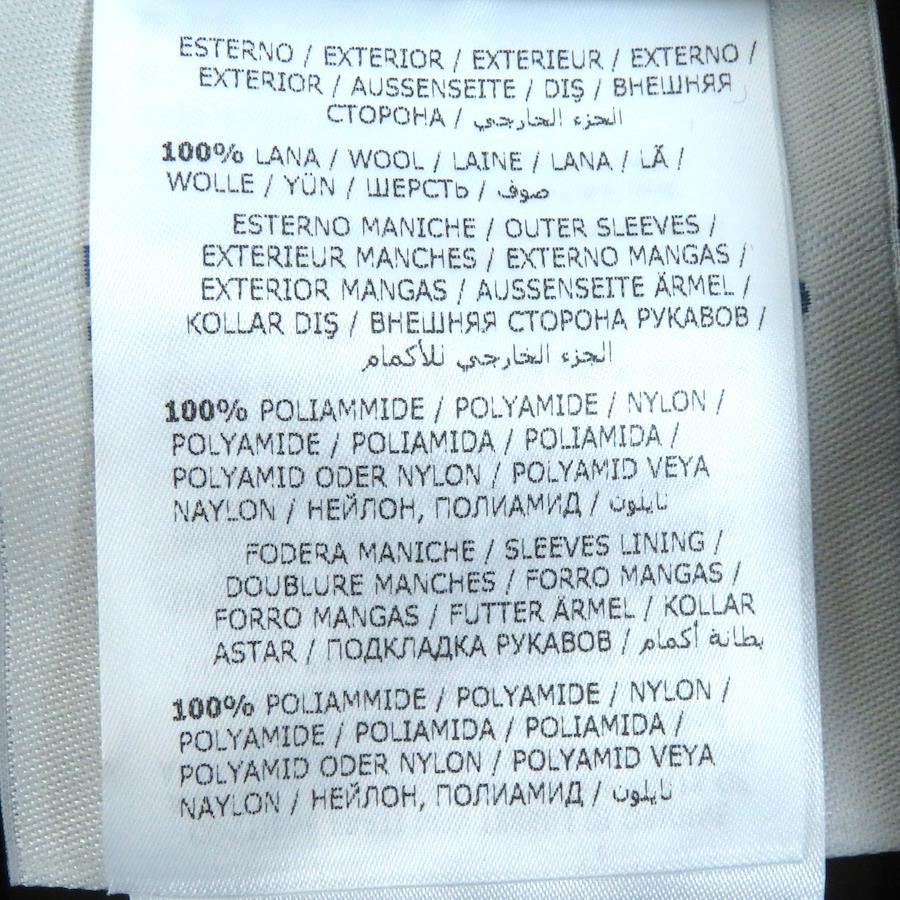 ESTERNO / EXTERIOR / EXTERIEUR / EXTERNO /
EXTERIOR / AUSSENSEITE / DIŞ / ВНЕШНЯЯ
СТОРОНА / الجزء الخارجي
100% LANA / WOOL / LAINE / LANA / LÃ /
WOLLE / YÜN / ШЕРСТЬ / صوف
ESTERNO MANICHE / OUTER SLEEVES /
EXTERIEUR MANCHES / EXTERNO MANGAS /
EXTERIOR MANGAS / AUSSENSEITE ÄRMEL /
KOLLAR DIŞ / ВНЕШНЯЯ СТОРОНА РУКАВОВ /
الجزء الخارجي للأكمام
100% POLIAMMIDE / POLYAMIDE / NYLON /
POLYAMIDE / POLIAMIDA / POLIAMIDA /
POLYAMID ODER NYLON / POLYAMID VEYA
NAYLON / НЕЙЛОН, ПОЛИАМИД / نايلون
FODERA MANICHE / SLEEVES LINING /
DOUBLURE MANCHES / FORRO MANGAS /
FORRO MANGAS / FUTTER ÄRMEL / KOLLAR
ASTAR / ПОДКЛАДКА РУКАВОВ / بطانة أكمام
100% POLIAMMIDE / POLYAMIDE / NYLON /
POLYAMIDE / POLIAMIDA / POLIAMIDA /
POLYAMID ODER NYLON / POLYAMID VEYA
NAYLON / НЕЙЛОН, ПОЛИАМИД / نايلون